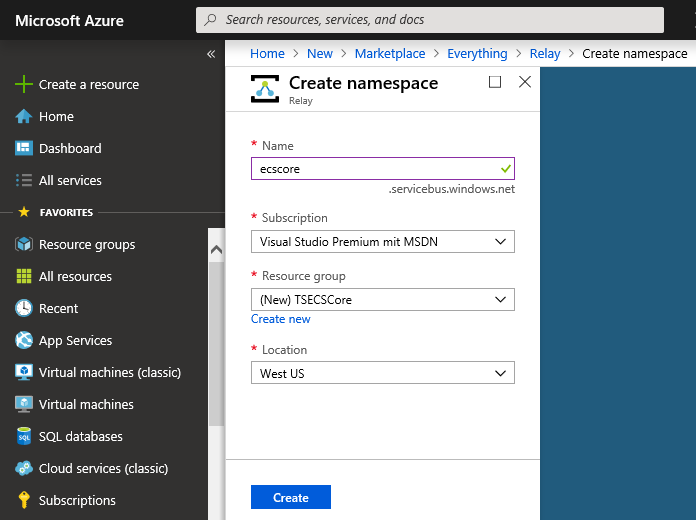 Microsoft Azure
Search resources, services, and docs
«
Create a resource
Home
Dashboard
All services
FAVORITES
Resource groups
All resources
Recent
App Services
Virtual machines (classic)
Virtual machines
SQL databases
Cloud services (classic)
Subscriptions
Home > New > Marketplace > Everything > Relay > Create namespace
Create namespace
Relay
* Name
ecscore
.servicebus.windows.net
* Subscription
Visual Studio Premium mit MSDN
* Resource group
(New) TSECSCore
Create new
* Location
West US
Create